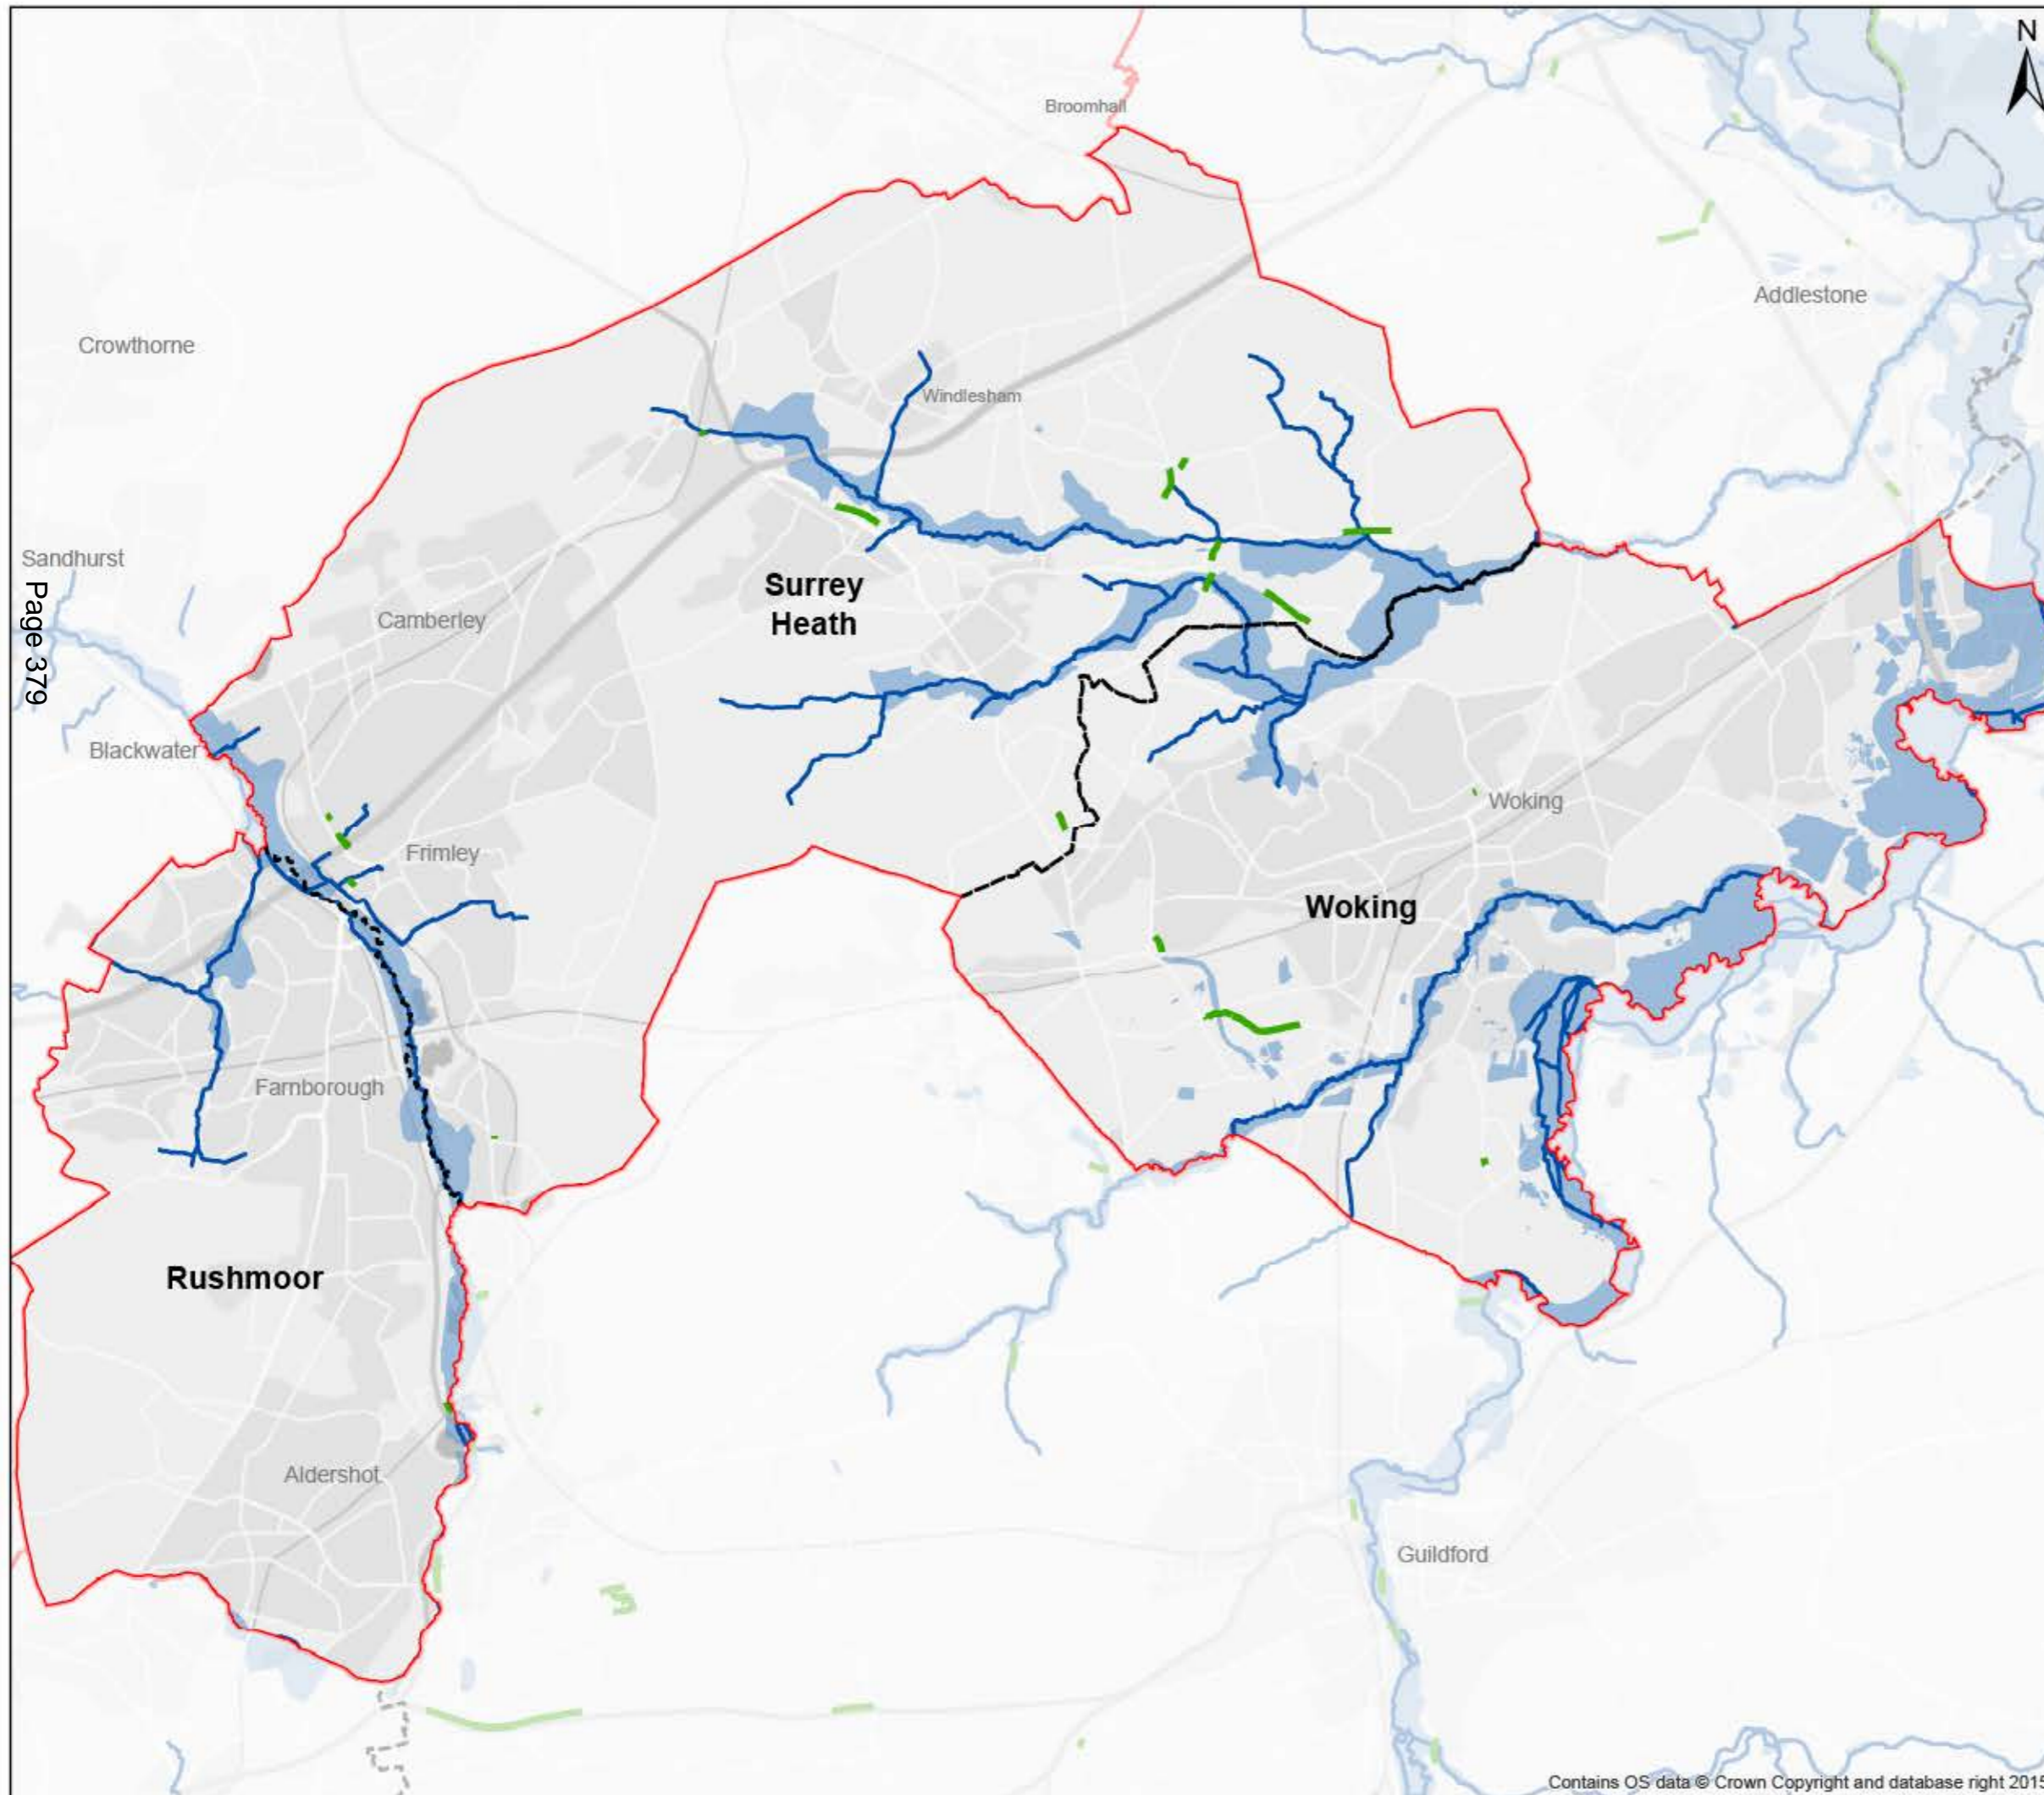 N
Broomhall
Addlestone
Crowthorne
Windlesham
Sandhurst
Page 379
Surrey
Heath
Camberley
Blackwater
Woking
Frimley
Woking
Farnborough
Rushmoor
Aldershot
Guildford
Contains OS data © Crown Copyright and database right 2015